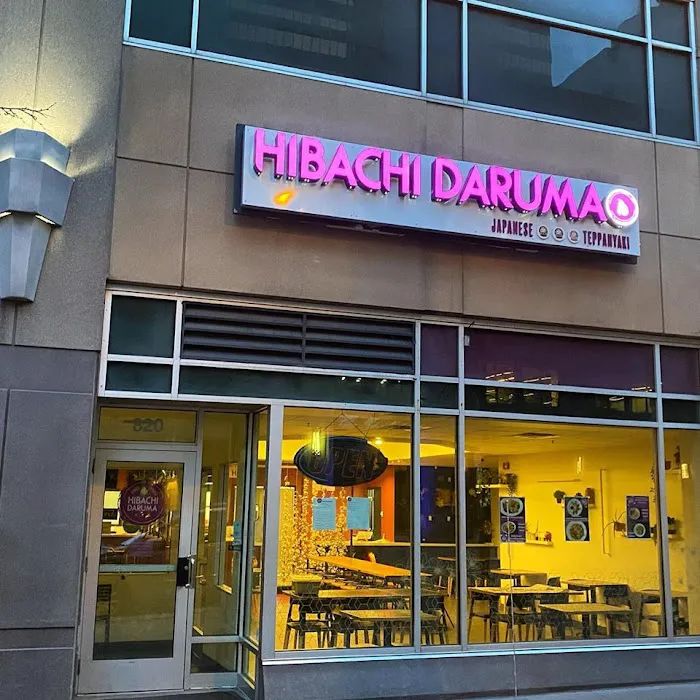 HIBACHI DARUMA
JAPANESE TEPPANYAKI
820
OPEN
HIBACHI
DARUMA